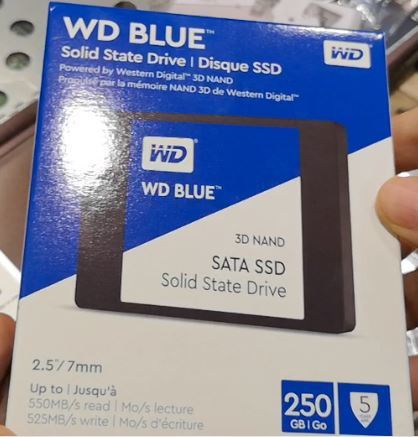 WD BLUE™
Solid State Drive | Disque SSD
Powered by Western Digital™ 3D NAND
Propulsé par la mémoire NAND 3D de Western Digital™
WD
WD
WD BLUE™
3D NAND
SATA SSD
Solid State Drive
2.5"/7mm
Up to | Jusqu'à
550MB/s read | Mo/s lecture
525MB/s write | Mo/s d'écriture
250
GB | Go
5